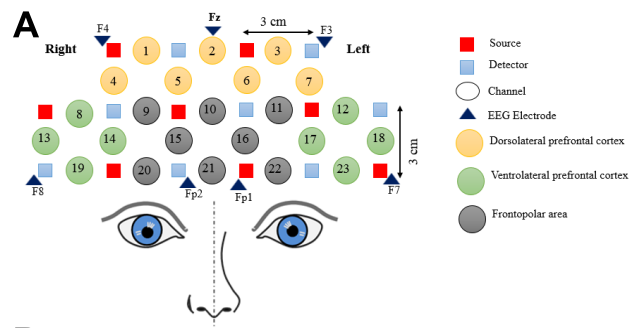 A
F4
Fz
3 cm
F3
Right
1
2
3
Left
4
5
6
7
8
9
10
11
12
13
14
15
16
17
18
3 cm
19
20
21
22
23
F8
Fp2
Fp1
F7
Source
Detector
Channel
EEG Electrode
Dorsolateral prefrontal cortex
Ventrolateral prefrontal cortex
Frontopolar area